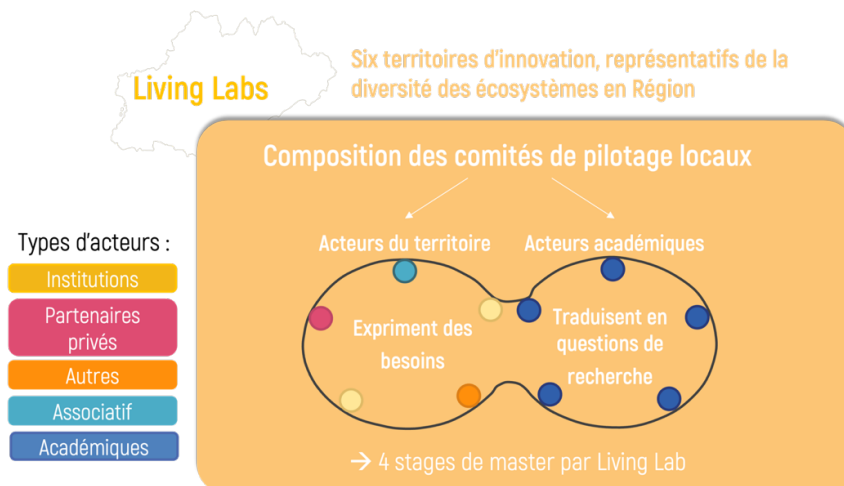 Living Labs
Six territoires d'innovation, représentatifs de la
diversité des écosystèmes en Région
Composition des comités de pilotage locaux
Types d'acteurs :
Institutions
Partenaires
privés
Autres
Associatif
Académiques
Acteurs du territoire
Expriment des
besoins
Acteurs académiques
Traduisent en
questions de
recherche
→ 4 stages de master par Living Lab